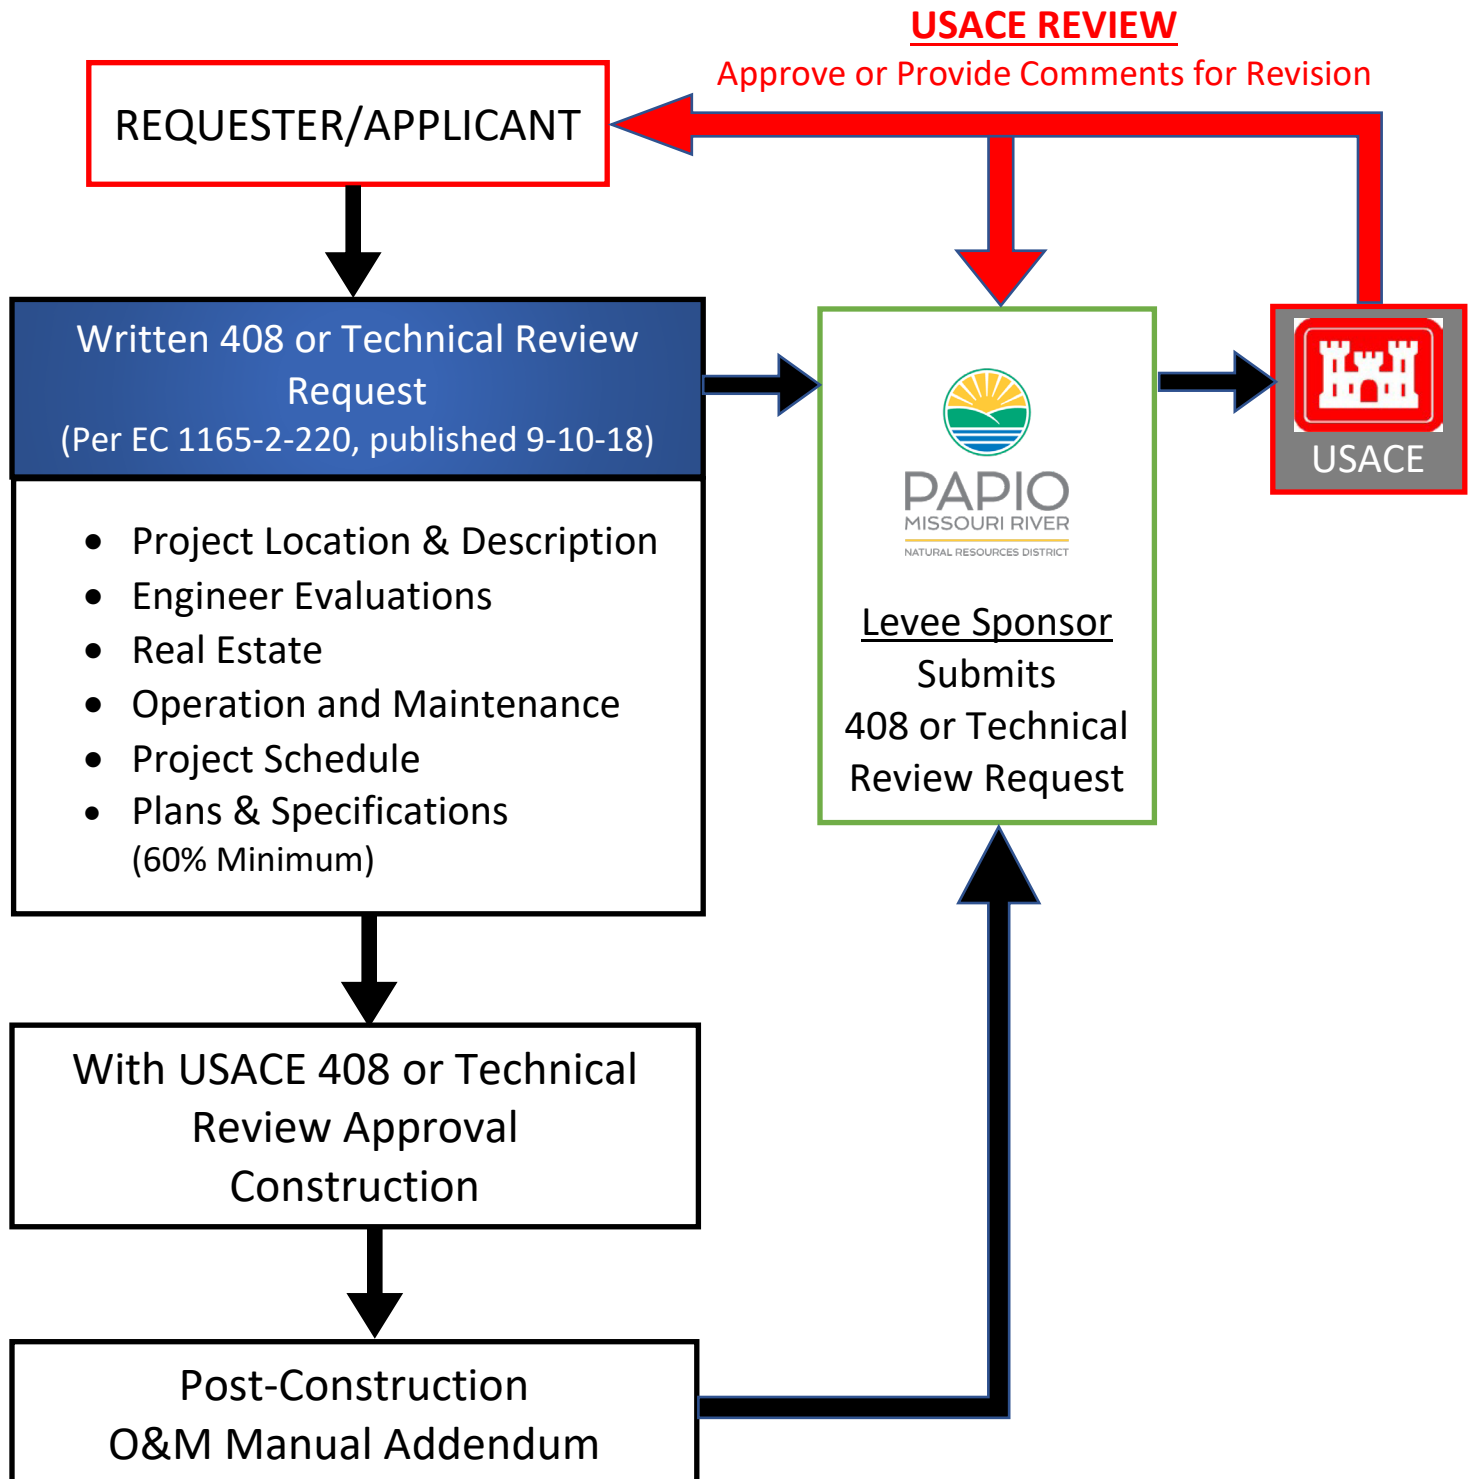 USACE REVIEW
Approve or Provide Comments for Revision
REQUESTER/APPLICANT
Written 408 or Technical Review
Request
(Per EC 1165-2-220, published 9-10-18)
• Project Location & Description
• Engineer Evaluations
• Real Estate
• Operation and Maintenance
• Project Schedule
• Plans & Specifications
(60% Minimum)
PAPIO
MISSOURI RIVER
NATURAL RESOURCES DISTRICT
Levee Sponsor
Submits
408 or Technical
Review Request
USACE
With USACE 408 or Technical
Review Approval
Construction
Post-Construction
O&M Manual Addendum